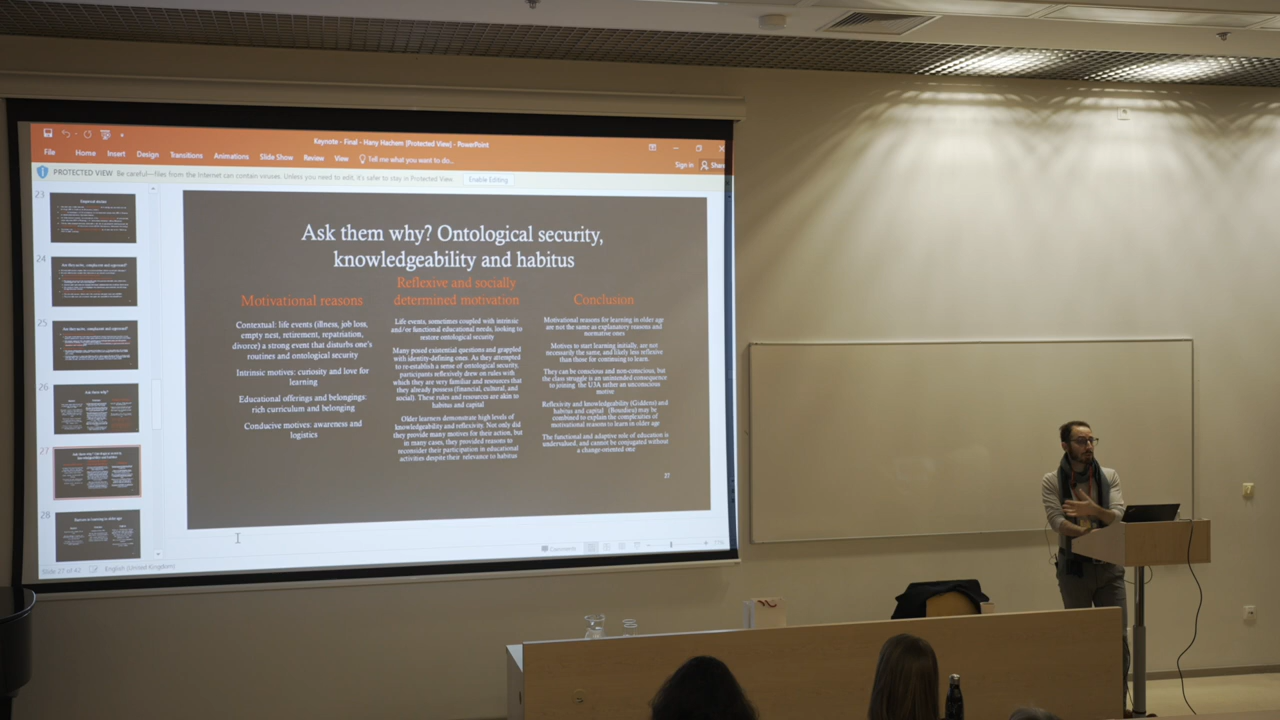 Keynote - Final - Hany Hachem [Protected View] - PowerPoint
File Home Insert Design Transitions Animations Slide Show Review View Tell me what you want to do...
Sign in Share
PROTECTED VIEW Be careful—files from the Internet can contain viruses. Unless you need to edit, it's safer to stay in Protected View. Enable Editing
23
24
25
26
27
28
Ask them why? Ontological security,
knowledgeability and habitus
Motivational reasons
Contextual: life events (illness, job loss,
empty nest, retirement, repatriation,
divorce) a strong event that disturbs one's
routines and ontological security
Intrinsic motives: curiosity and love for
learning
Educational offerings and belongings:
rich curriculum and belonging
Conducive motives: awareness and
logistics
Reflexive and socially
determined motivation
Life events, sometimes coupled with intrinsic
and/or functional educational needs, looking to
restore ontological security
Many posed existential questions and grappled
with identity-defining ones. As they attempted
to re-establish a sense of ontological security,
participants reflexively drew on rules with
which they are very familiar and resources that
they already possess (financial, cultural, and
social). These rules and resources are akin to
habitus and capital
Older learners demonstrate high levels of
knowledgeability and reflexivity. Not only did
they provide many motives for their action, but
in many cases, they provided reasons to
reconsider their participation in educational
activities despite their relevance to habitus
Conclusion
Motivational reasons for learning in older age
are not the same as explanatory reasons and
normative ones
Motives to start learning initially, are not
necessarily the same, and likely less reflexive
than those for continuing to learn.
They can be conscious and non-conscious, but
the class struggle is an unintended consequence
to joining the U3A rather an unconscious
motive
Reflexivity and knowledgeability (Giddens) and
habitus and capital (Bourdieu) may be
combined to explain the complexities of
motivational reasons to learn in older age
The functional and adaptive role of education is
undervalued, and cannot be conjugated without
a change-oriented one
27
Slide 27 of 42 English (United Kingdom)
Comments